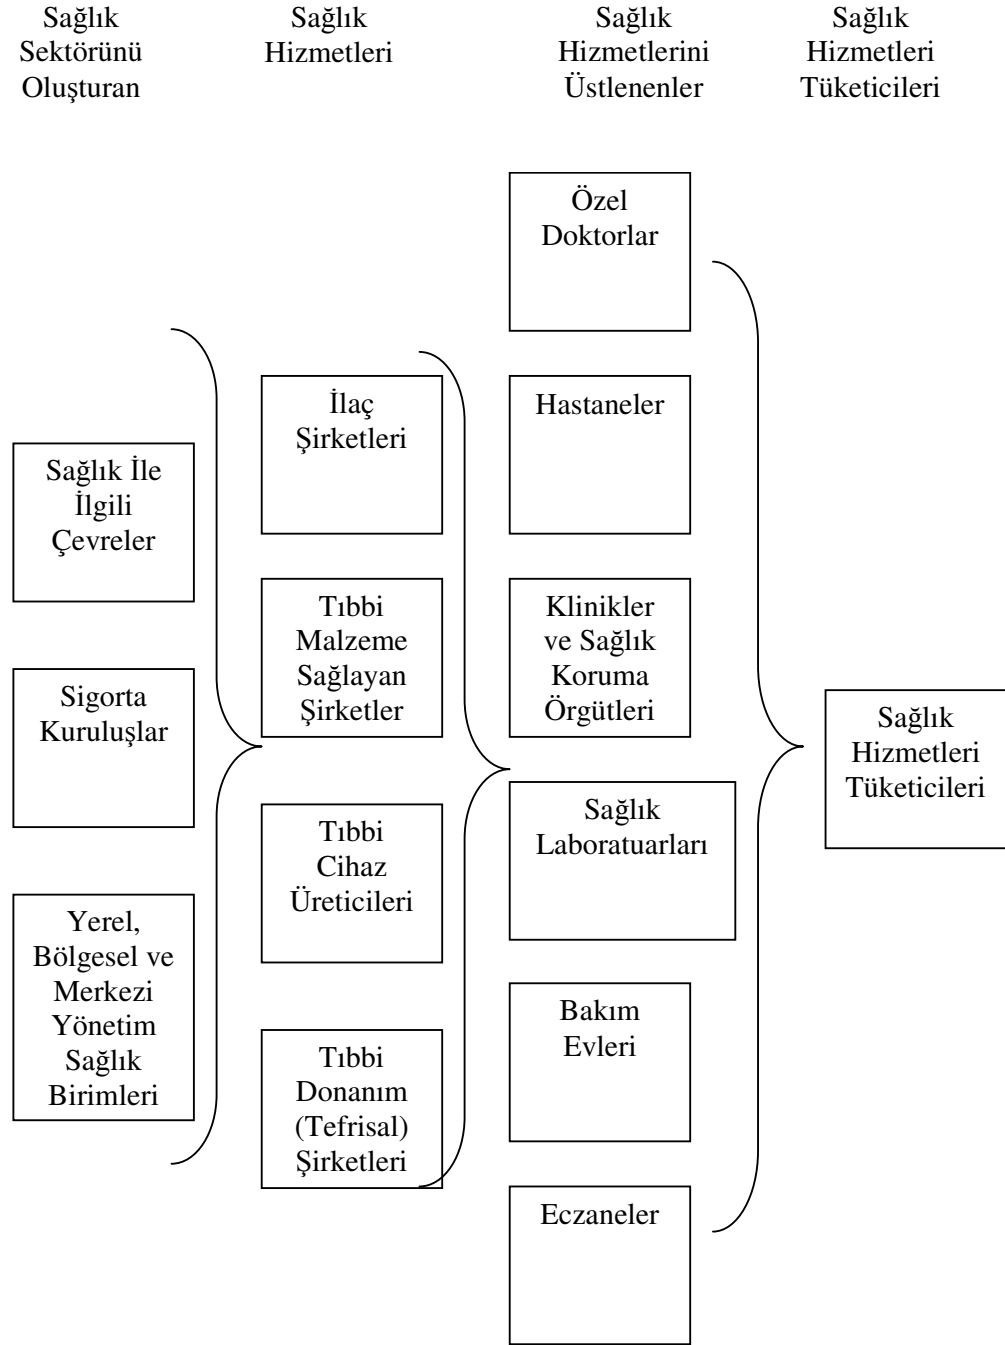 Sağlık
Sektörünü
Oluşturan
Sağlık
Hizmetleri
Sağlık
Hizmetlerini
Üstlenenler
Sağlık
Hizmetleri
Tüketicileri
Sağlık İle
İlgili
Çevreler
Sigorta
Kuruluşlar
Yerel,
Bölgesel ve
Merkezi
Yönetim
Sağlık
Birimleri
İlaç
Şirketleri
Tıbbi
Malzeme
Sağlayan
Şirketler
Tıbbi
Cihaz
Üreticileri
Tıbbi
Donanım
(Tefrisal)
Şirketleri
Özel
Doktorlar
Hastaneler
Klinikler
ve Sağlık
Koruma
Örgütleri
Sağlık
Laboratuarları
Bakım
Evleri
Eczaneler
Sağlık
Hizmetleri
Tüketicileri